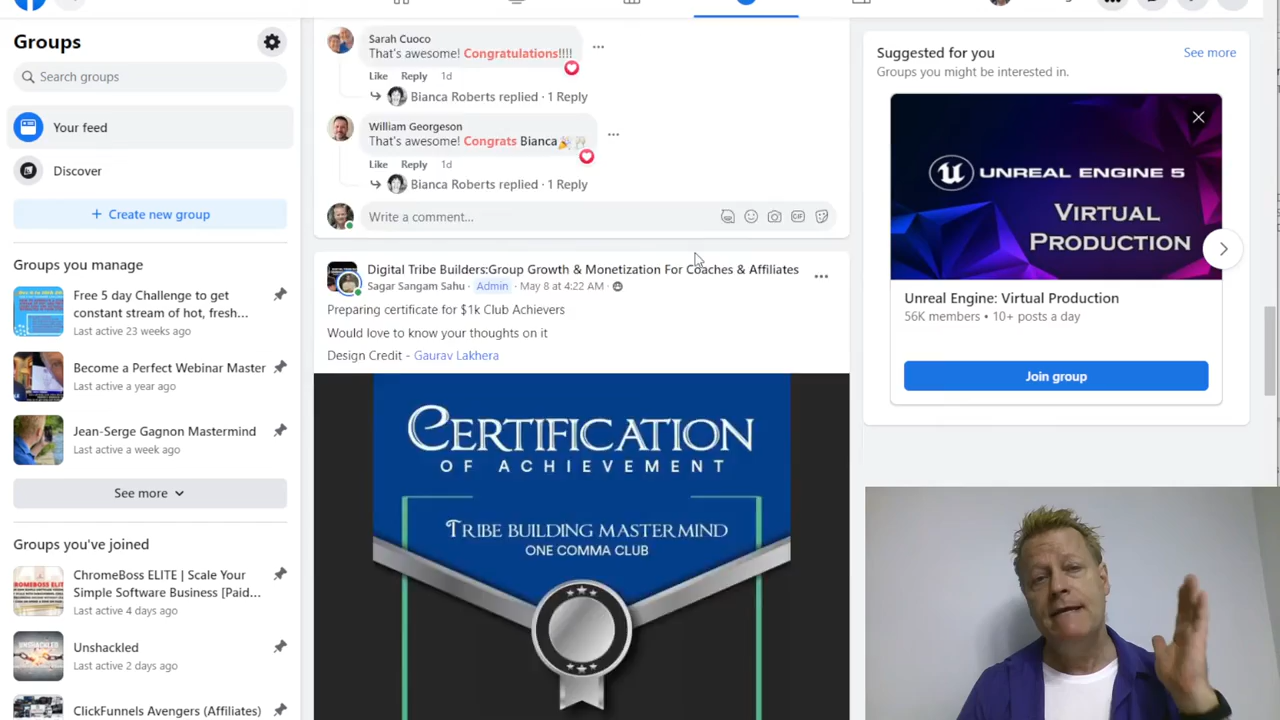 Groups
Search groups
Your feed
Discover
+ Create new group
Groups you manage
Free 5 day Challenge to get
constant stream of hot, fresh...
Last active 23 weeks ago
Become a Perfect Webinar Master
Last active a year ago
Jean-Serge Gagnon Mastermind
Last active a week ago
See more
Groups you've joined
ChromeBoss ELITE | Scale Your
Simple Software Business [Paid...
Last active 4 days ago
Unshackled
Last active 2 days ago
ClickFunnels Avengers (Affiliates)
Sarah Cuoco
That's awesome! Congratulations!!!!
Like Reply 1d
Bianca Roberts replied · 1 Reply
William Georgeson
That's awesome! Congrats Bianca🎉🥂
Like Reply 1d
Bianca Roberts replied · 1 Reply
Write a comment...
GIF
Digital Tribe Builders:Group Growth & Monetization For Coaches & Affiliates
Sagar Sangam Sahu · Admin · May 8 at 4:22 AM ·
Preparing certificate for $1k Club Achievers
Would love to know your thoughts on it
Design Credit - Gaurav Lakhera
CERTIFICATION
OF ACHIEVEMENT
TRIBE BUILDING MASTERMIND
ONE COMMA CLUB
Suggested for you
See more
Groups you might be interested in.
UNREAL ENGINE 5
VIRTUAL
PRODUCTION
Unreal Engine: Virtual Production
56K members • 10+ posts a day
Join group